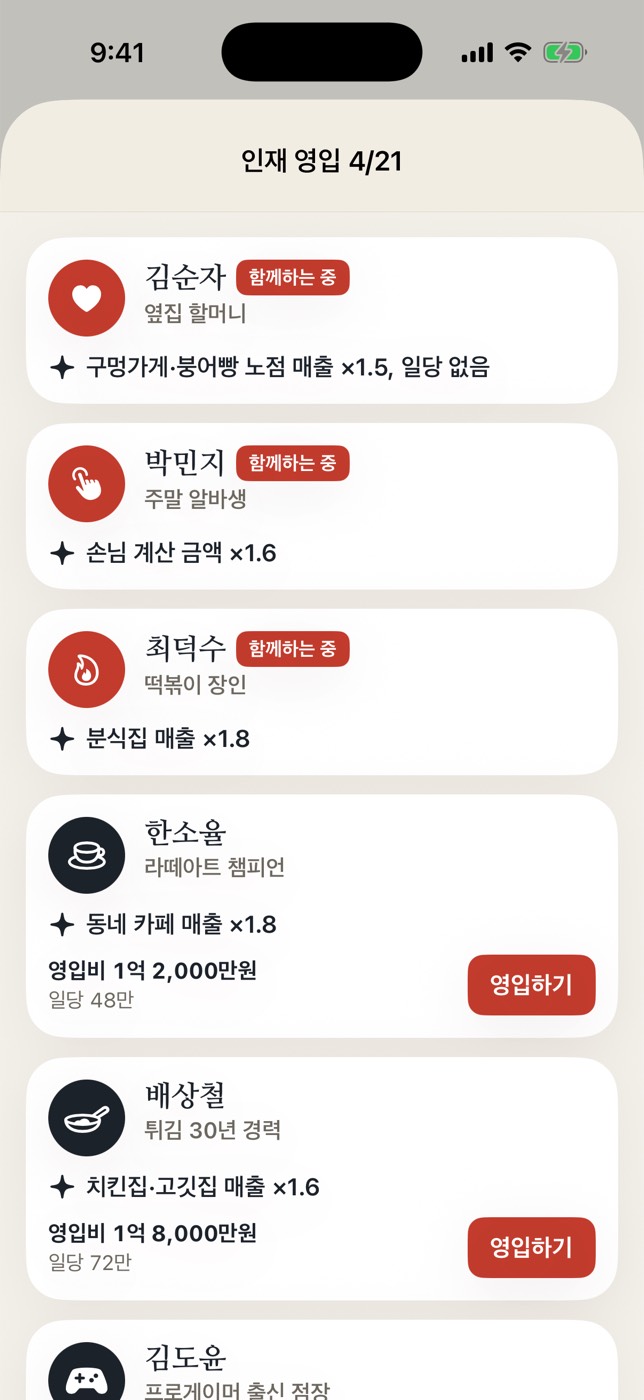 9:41
인재 영입 4/21
김순자 함께하는 중
옆집 할머니
구멍가게·붕어빵 노점 매출 ×1.5, 일당 없음
박민지 함께하는 중
주말 알바생
손님 계산 금액 ×1.6
최덕수 함께하는 중
떡볶이 장인
분식집 매출 ×1.8
한소율
라떼아트 챔피언
동네 카페 매출 ×1.8
영입비 1억 2,000만원
일당 48만
영입하기
배상철
튀김 30년 경력
치킨집·고깃집 매출 ×1.6
영입비 1억 8,000만원
일당 72만
영입하기
김도윤
프로게이머 출신 점장